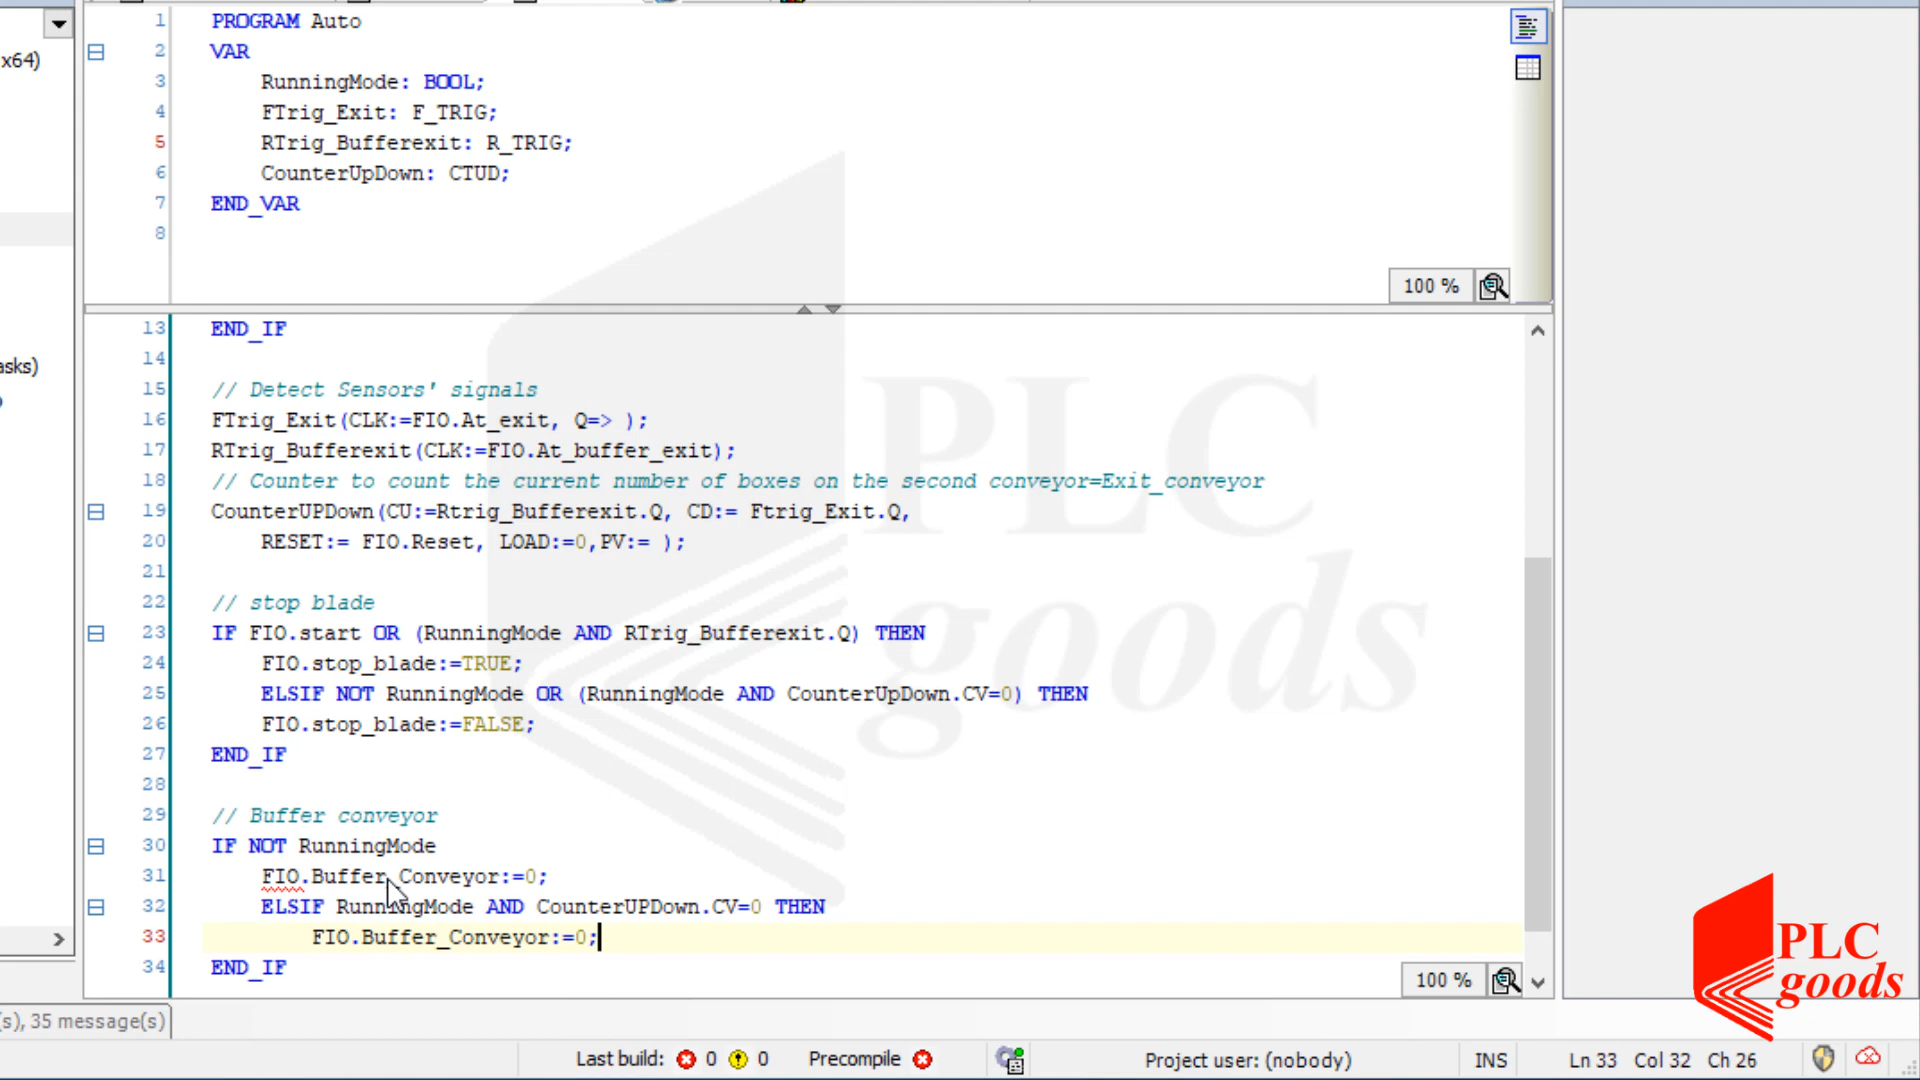 x64)
asks)
1 PROGRAM Auto
2 VAR
3 RunningMode: BOOL;
4 FTrig_Exit: F_TRIG;
5 RTrig_Bufferexit: R_TRIG;
6 CounterUpDown: CTUD;
7 END_VAR
8
100 %
13 END_IF
14
15 // Detect Sensors' signals
16 FTrig_Exit(CLK:=FIO.At_exit, Q=> );
17 RTrig_Bufferexit(CLK:=FIO.At_buffer_exit);
18 // Counter to count the current number of boxes on the second conveyor=Exit_conveyor
19 CounterUPDown(CU:=Rtrig_Bufferexit.Q, CD:= Ftrig_Exit.Q,
20 RESET:= FIO.Reset, LOAD:=0,PV:= );
21
22 // stop blade
23 IF FIO.start OR (RunningMode AND RTrig_Bufferexit.Q) THEN
24 FIO.stop_blade:=TRUE;
25 ELSIF NOT RunningMode OR (RunningMode AND CounterUpDown.CV=0) THEN
26 FIO.stop_blade:=FALSE;
27 END_IF
28
29 // Buffer conveyor
30 IF NOT RunningMode
31 FIO.Buffer_Conveyor:=0;
32 ELSIF RunningMode AND CounterUPDown.CV=0 THEN
33 FIO.Buffer_Conveyor:=0;
34 END_IF
100 %
PLC
goods
PLC
goods
(s), 35 message(s)
Last build: 0 0 Precompile Project user: (nobody) INS Ln 33 Col 32 Ch 26